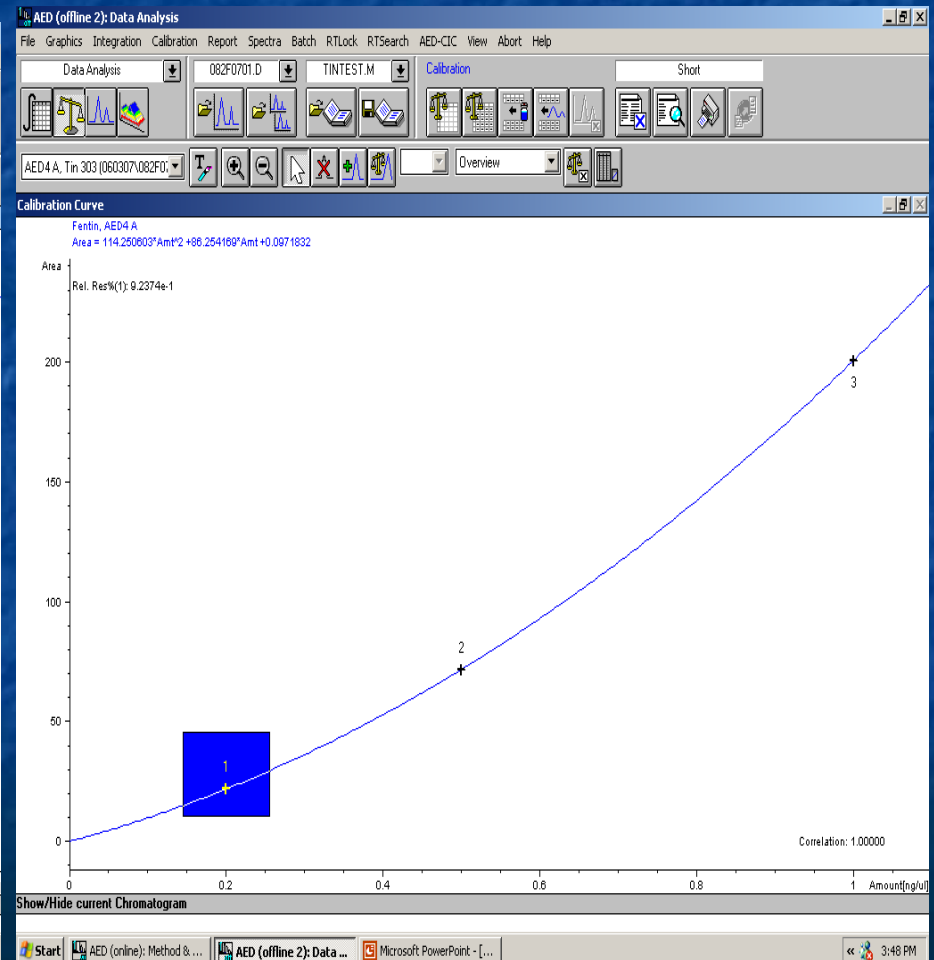 AED (offline 2): Data Analysis
File Graphics Integration Calibration Report Spectra Batch RTLock RTSearch AED-CIC View Abort Help
Data Analysis 082F0701.D TINTEST.M Calibration Short
AED4 A, Tin 303 (060307\082F0 Overview
Calibration Curve
Fentin, AED4 A
Area = 114.250603*Amt^2 +86.254169*Amt +0.0971832
Area
Rel. Res%(1): 9.2374e-1
200
3
150
100
2
50
1
0
Correlation: 1.00000
0 0.2 0.4 0.6 0.8 1 Amount[ng/ul]
Show/Hide current Chromatogram
Start AED (online): Method & ... AED (offline 2): Data ... Microsoft PowerPoint - [... « 3:48 PM